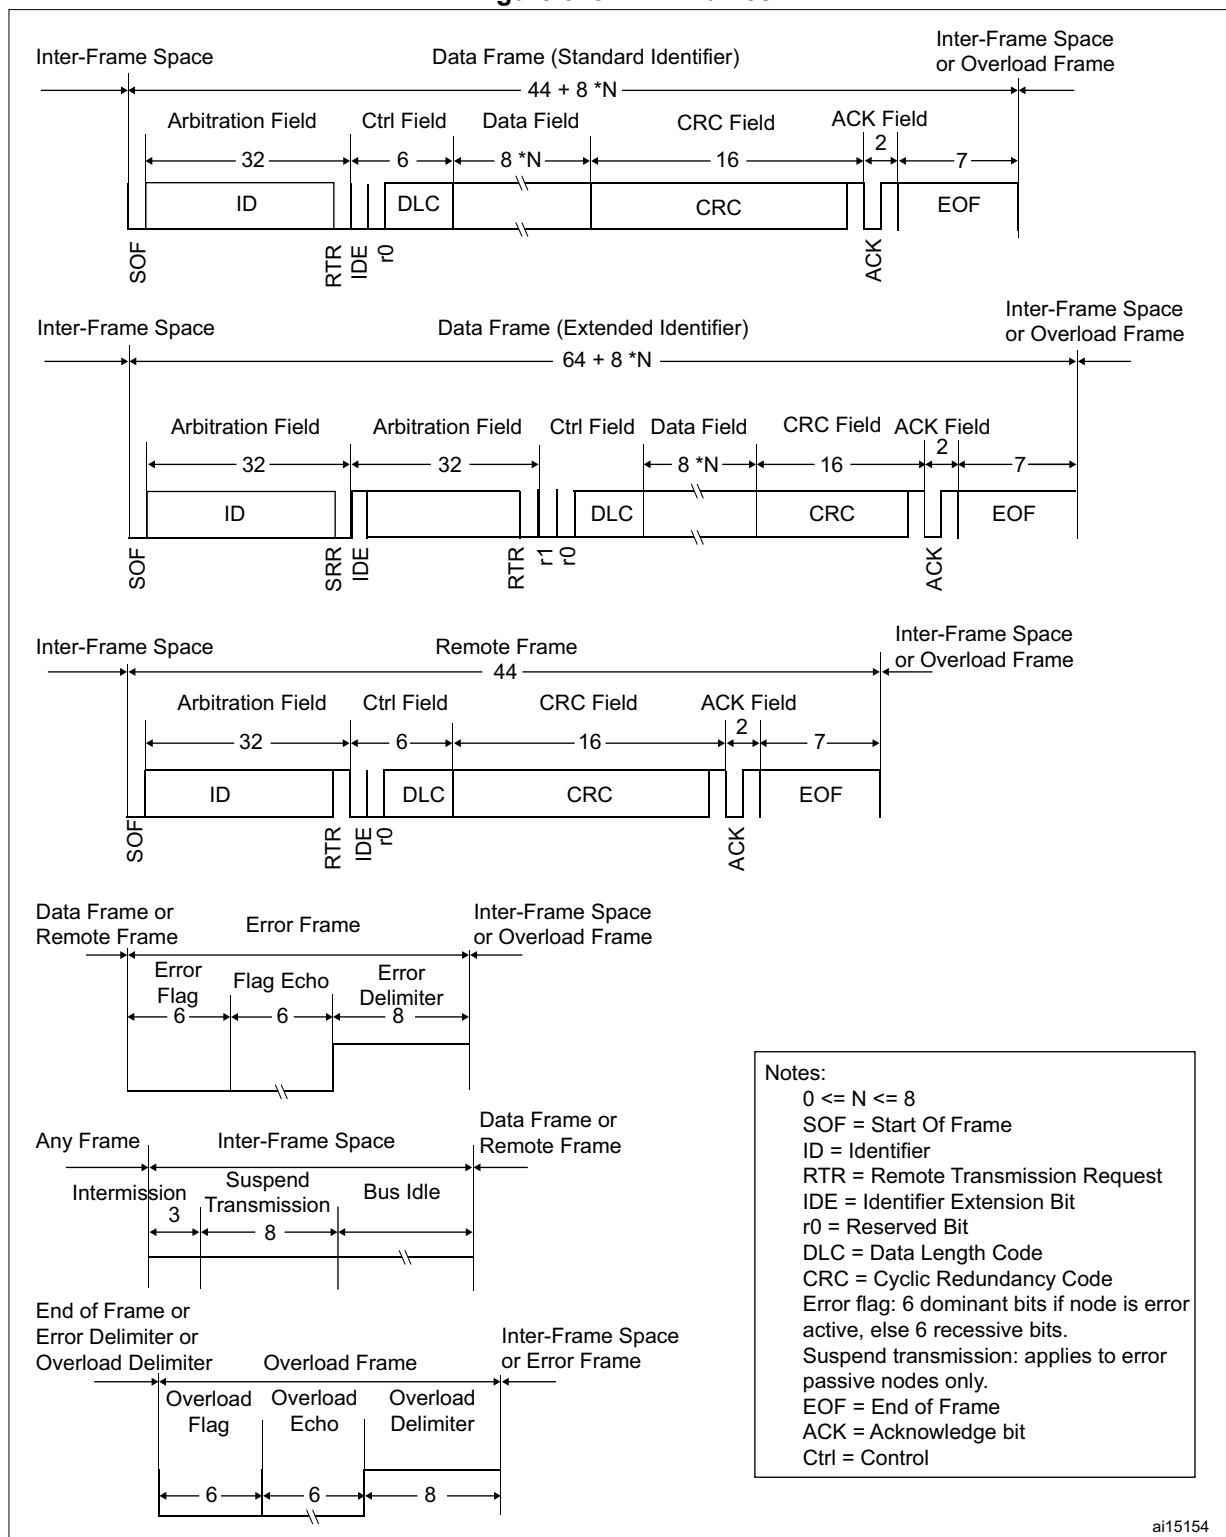 Inter-Frame Space
Data Frame (Standard Identifier)
Inter-Frame Space
or Overload Frame
44 + 8 *N
Arbitration Field
Ctrl Field
Data Field
CRC Field
ACK Field
32
6
8 *N
16
2
7
ID
DLC
CRC
EOF
SOF
RTR
IDE
r0
ACK
Inter-Frame Space
Data Frame (Extended Identifier)
Inter-Frame Space
or Overload Frame
64 + 8 *N
Arbitration Field
Arbitration Field
Ctrl Field
Data Field
CRC Field
ACK Field
32
32
8 *N
16
2
7
ID
DLC
CRC
EOF
SOF
SRR
IDE
RTR
r1
r0
ACK
Inter-Frame Space
Remote Frame
Inter-Frame Space
or Overload Frame
44
Arbitration Field
Ctrl Field
CRC Field
ACK Field
32
6
16
2
7
ID
DLC
CRC
EOF
SOF
RTR
IDE
r0
ACK
Data Frame or
Remote Frame
Error Frame
Inter-Frame Space
or Overload Frame
Error
Flag
Flag Echo
Error
Delimiter
6
6
8
Any Frame
Inter-Frame Space
Data Frame or
Remote Frame
Intermission
3
Suspend
Transmission
8
Bus Idle
End of Frame or
Error Delimiter or
Overload Delimiter
Overload Frame
Inter-Frame Space
or Error Frame
Overload
Flag
Overload
Echo
Overload
Delimiter
6
6
8
Notes:
0 <= N <= 8
SOF = Start Of Frame
ID = Identifier
RTR = Remote Transmission Request
IDE = Identifier Extension Bit
r0 = Reserved Bit
DLC = Data Length Code
CRC = Cyclic Redundancy Code
Error flag: 6 dominant bits if node is error
active, else 6 recessive bits.
Suspend transmission: applies to error
passive nodes only.
EOF = End of Frame
ACK = Acknowledge bit
Ctrl = Control
ai15154